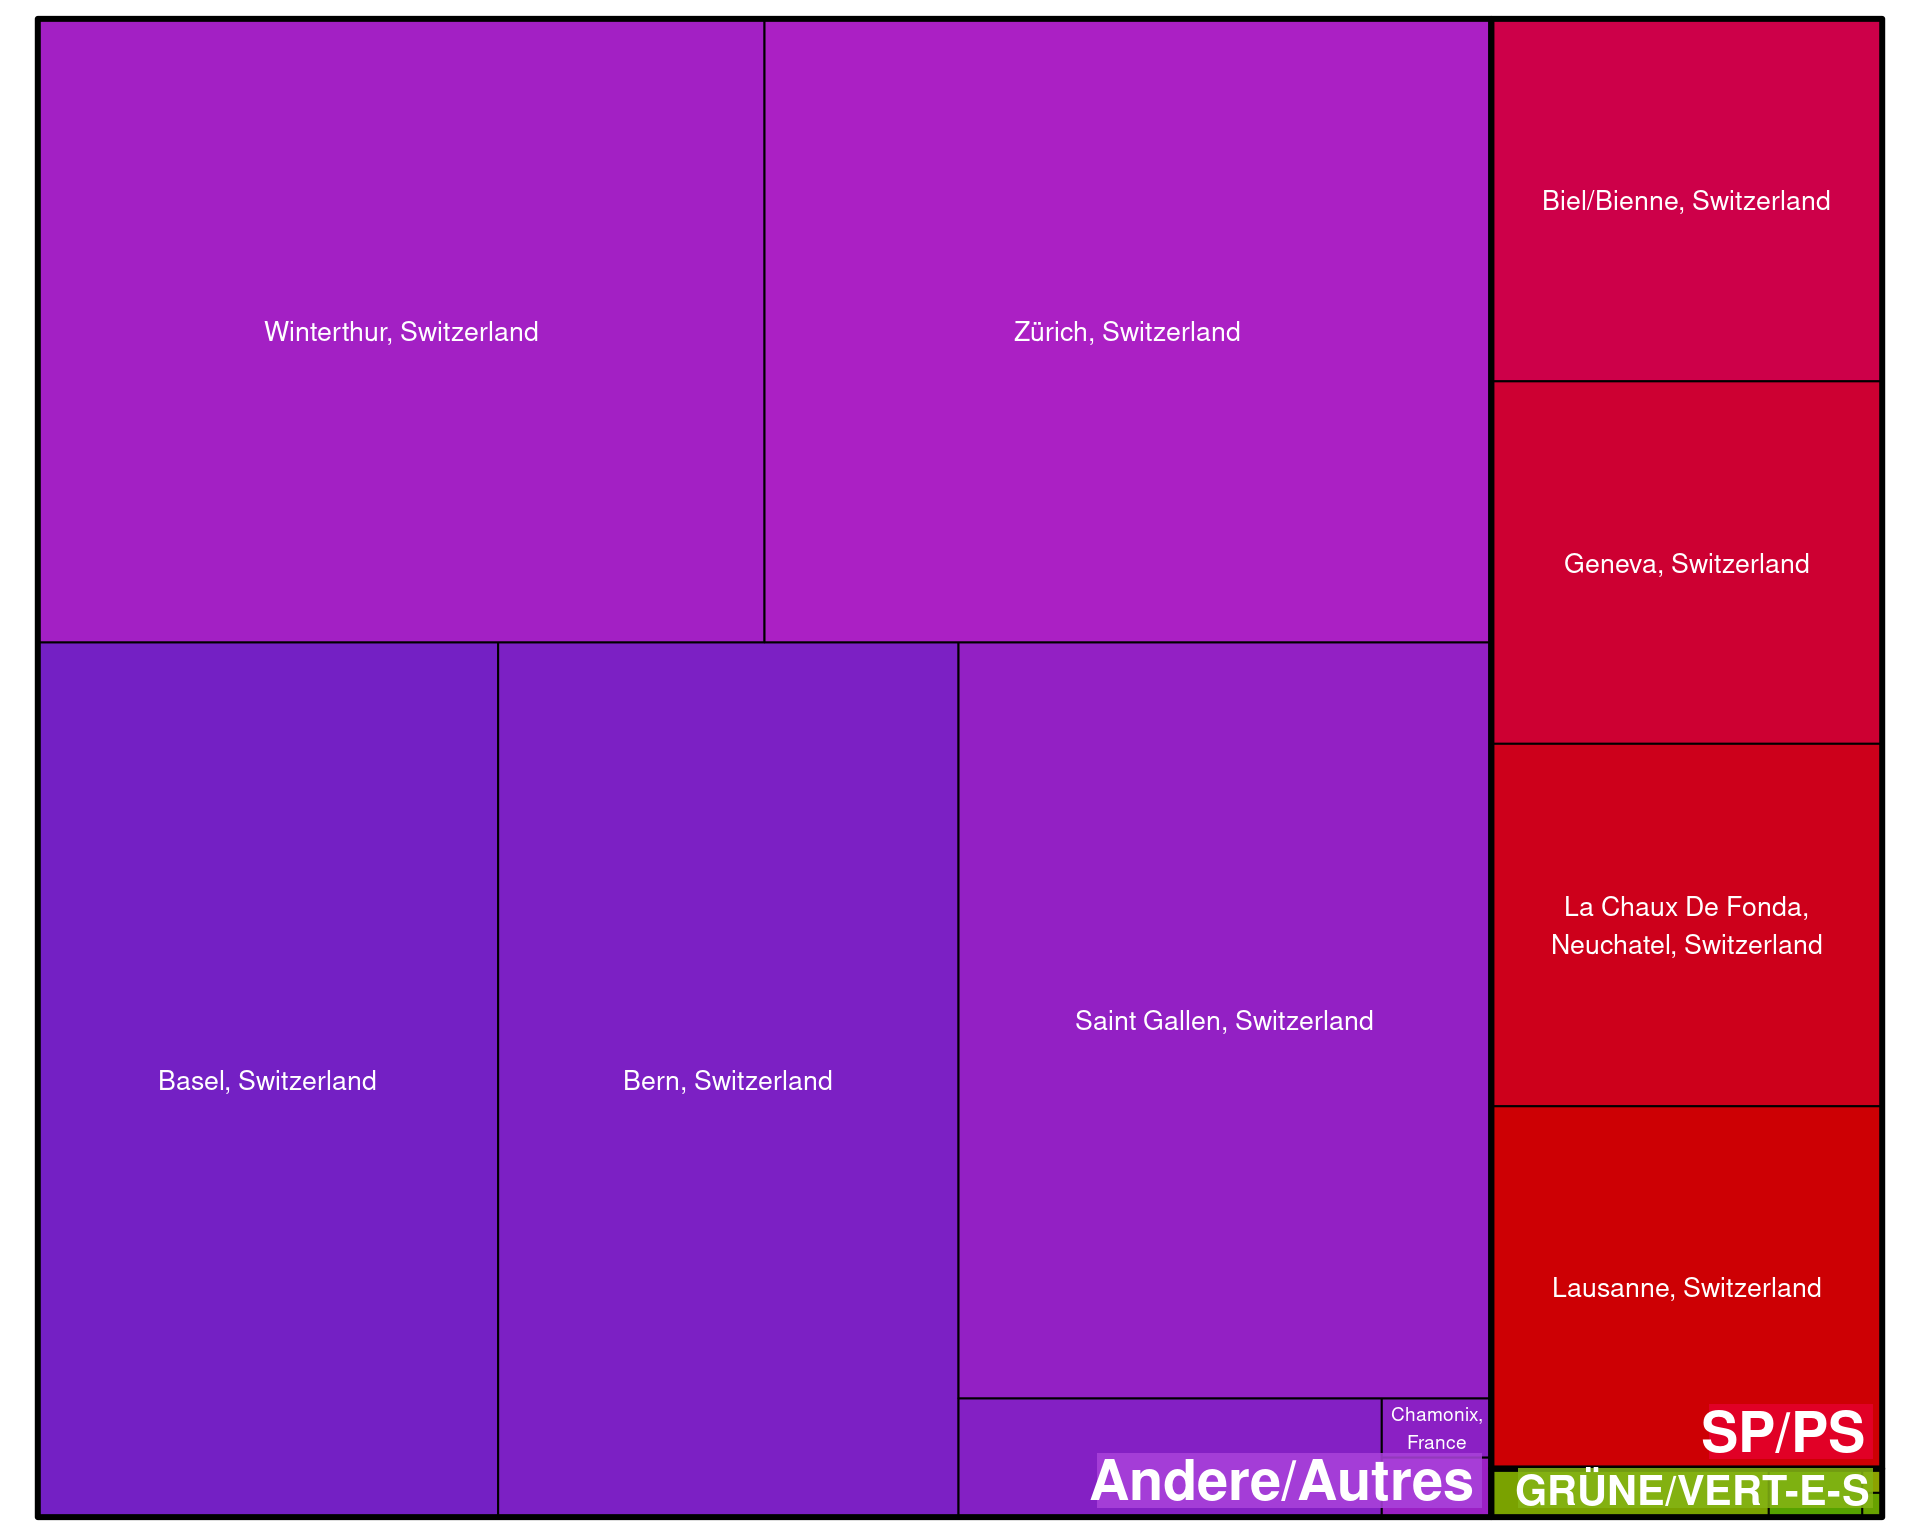 Winterthur, Switzerland
Zürich, Switzerland
Biel/Bienne, Switzerland
Geneva, Switzerland
La Chaux De Fonda,
Neuchatel, Switzerland
Saint Gallen, Switzerland
Basel, Switzerland
Bern, Switzerland
Lausanne, Switzerland
Chamonix,
France
SP/PS
Andere/Autres
GRÜNE/VERT-E-S